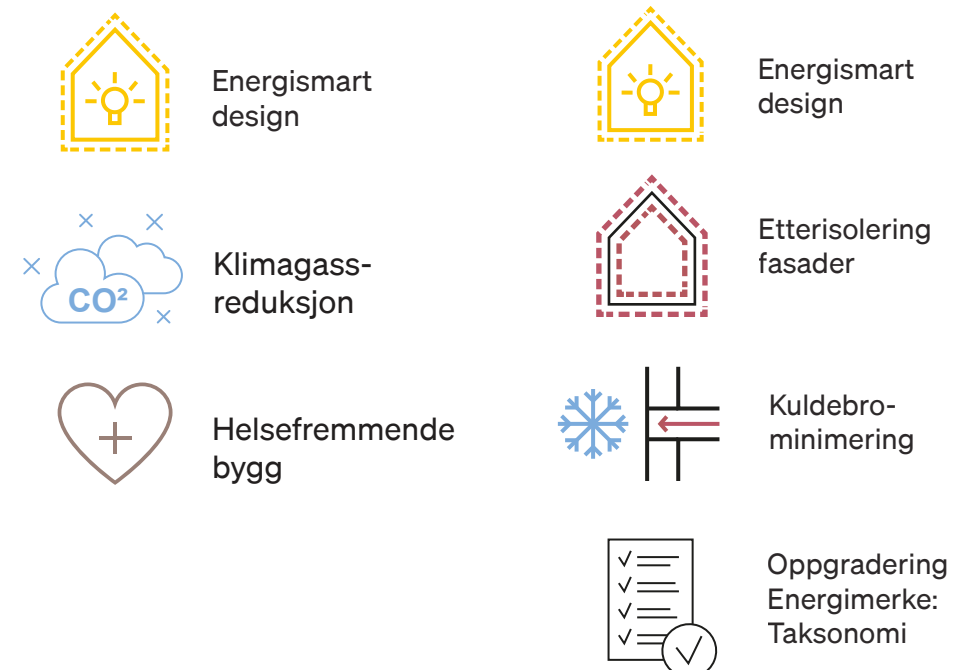 Energismart
design
CO²
Klimagass-
reduksjon
Helsefremmende
bygg
Energismart
design
Etterisolering
fasader
Kuldebro-
minimering
Oppgradering
Energimerke:
Taksonomi